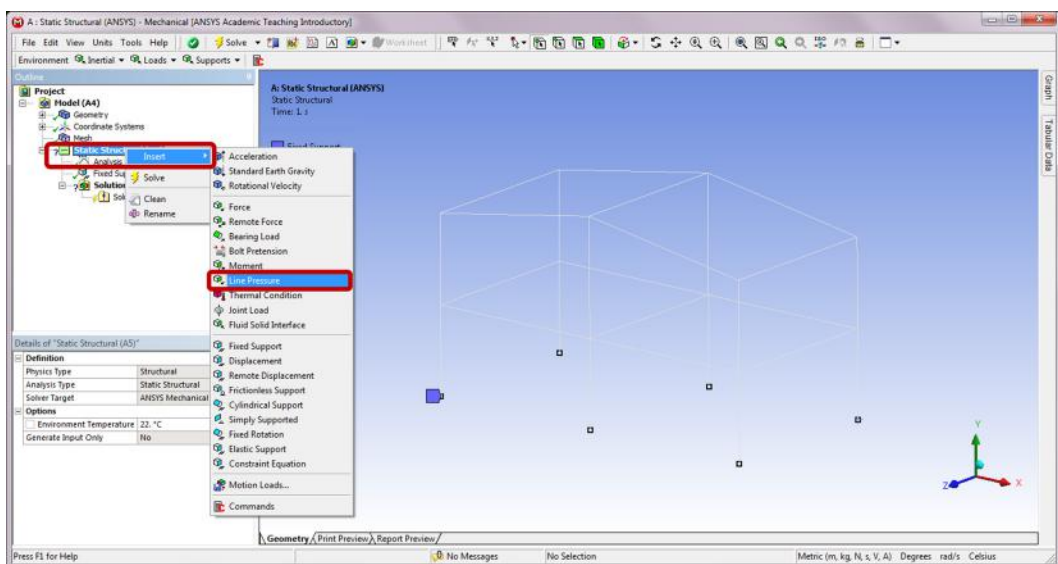 A : Static Structural (ANSYS) - Mechanical [ANSYS Academic Teaching Introductory]
File Edit View Units Tools Help Solve Worksheet
Environment Inertial Loads Supports
Outline
Project
Model (A4)
Geometry
Coordinate Systems
Mesh
Static Struc
Analysis
Fixed Su
Solution
Sol
Insert
Solve
Clean
Rename
Acceleration
Standard Earth Gravity
Rotational Velocity
Force
Remote Force
Bearing Load
Bolt Pretension
Moment
Line Pressure
Thermal Condition
Joint Load
Fluid Solid Interface
Fixed Support
Displacement
Remote Displacement
Frictionless Support
Cylindrical Support
Simply Supported
Fixed Rotation
Elastic Support
Constraint Equation
Motion Loads...
Commands
A: Static Structural (ANSYS)
Static Structural
Time: 1. s
Fixed Support
Graph
Tabular Data
Details of "Static Structural (A5)"
Definition
Physics Type Structural
Analysis Type Static Structural
Solver Target ANSYS Mechanical
Options
Environment Temperature 22. °C
Generate Input Only No
Y
Z X
Geometry Print Preview Report Preview
Press F1 for Help No Messages No Selection Metric (m, kg, N, s, V, A) Degrees rad/s Celsius